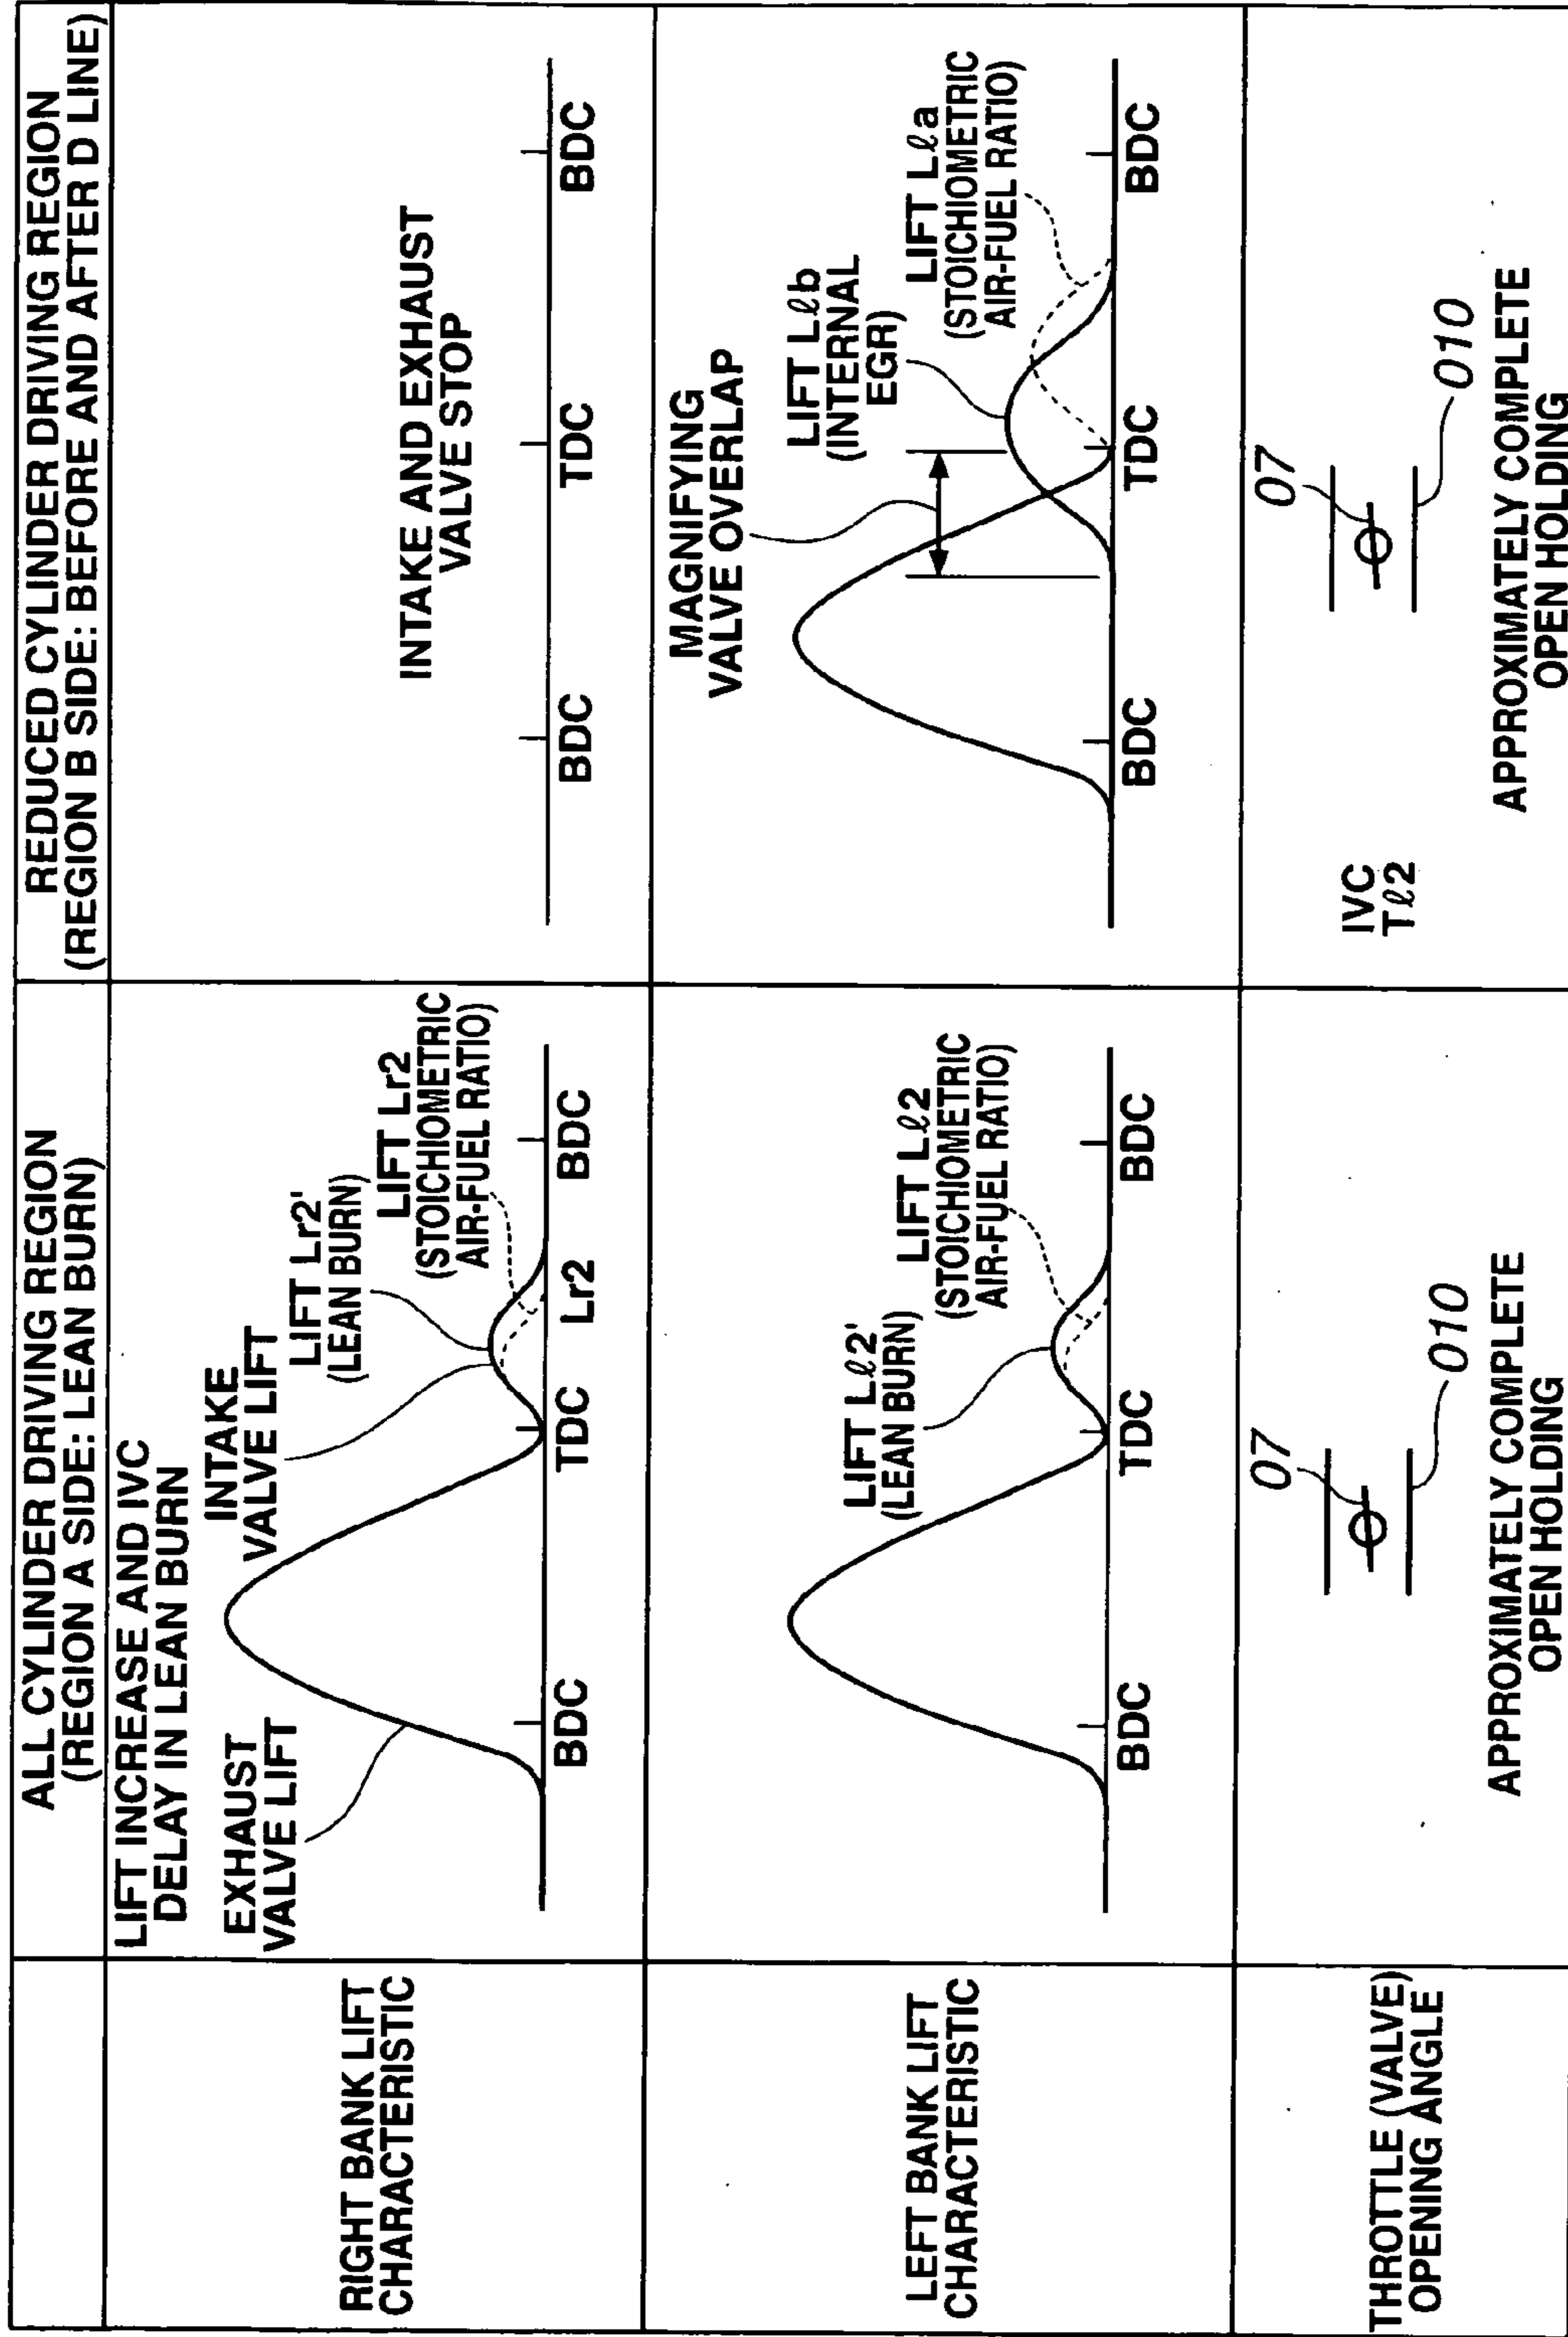 ALL CYLINDER DRIVING REGION
(REGION A SIDE: LEAN BURN)
REDUCED CYLINDER DRIVING REGION
(REGION B SIDE: BEFORE AND AFTER D LINE)
RIGHT BANK LIFT
CHARACTERISTIC
LIFT INCREASE AND IVC
DELAY IN LEAN BURN
EXHAUST
VALVE LIFT
INTAKE
VALVE LIFT
LIFT Lr2'
(LEAN BURN)
LIFT Lr2
(STOICHIOMETRIC
AIR-FUEL RATIO)
BDC
TDC
Lr2
BDC
INTAKE AND EXHAUST
VALVE STOP
BDC
TDC
BDC
LEFT BANK LIFT
CHARACTERISTIC
LIFT Lℓ2'
(LEAN BURN)
LIFT Lℓ2
(STOICHIOMETRIC
AIR-FUEL RATIO)
BDC
TDC
BDC
MAGNIFYING
VALVE OVERLAP
LIFT Lℓb
(INTERNAL
EGR)
LIFT Lℓa
(STOICHIOMETRIC
AIR-FUEL RATIO)
BDC
TDC
BDC
THROTTLE (VALVE)
OPENING ANGLE
07
010
APPROXIMATELY COMPLETE
OPEN HOLDING
IVC
Tℓ2
07
010
APPROXIMATELY COMPLETE
OPEN HOLDING